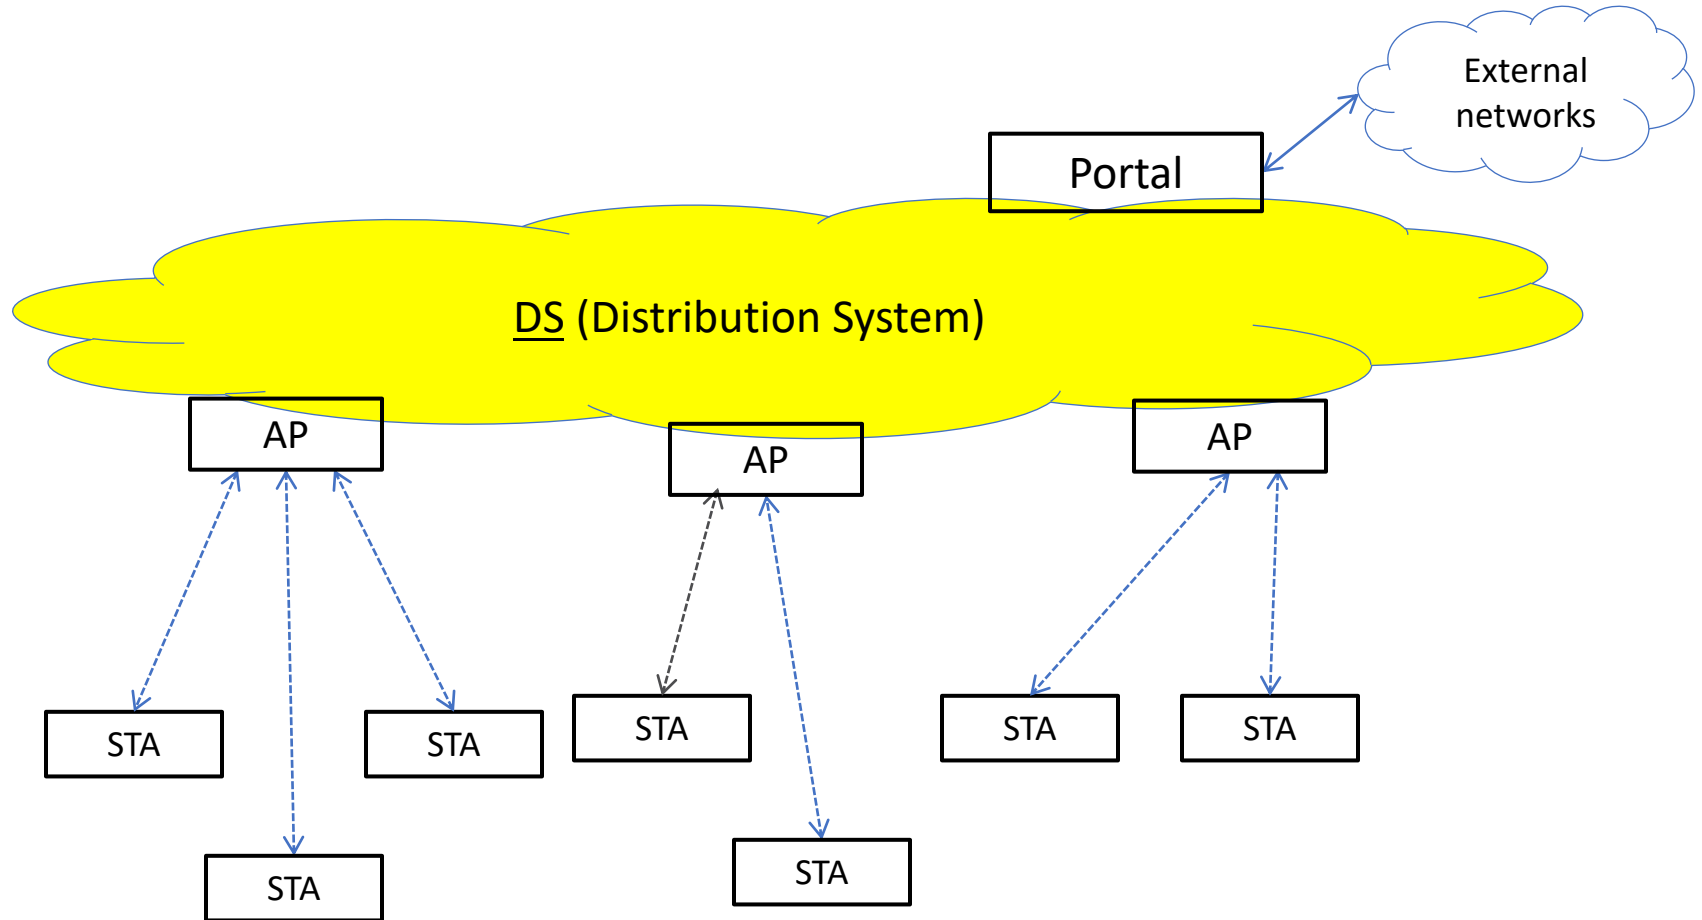 External
networks
Portal
DS (Distribution System)
AP
AP
AP
STA
STA
STA
STA
STA
STA
STA